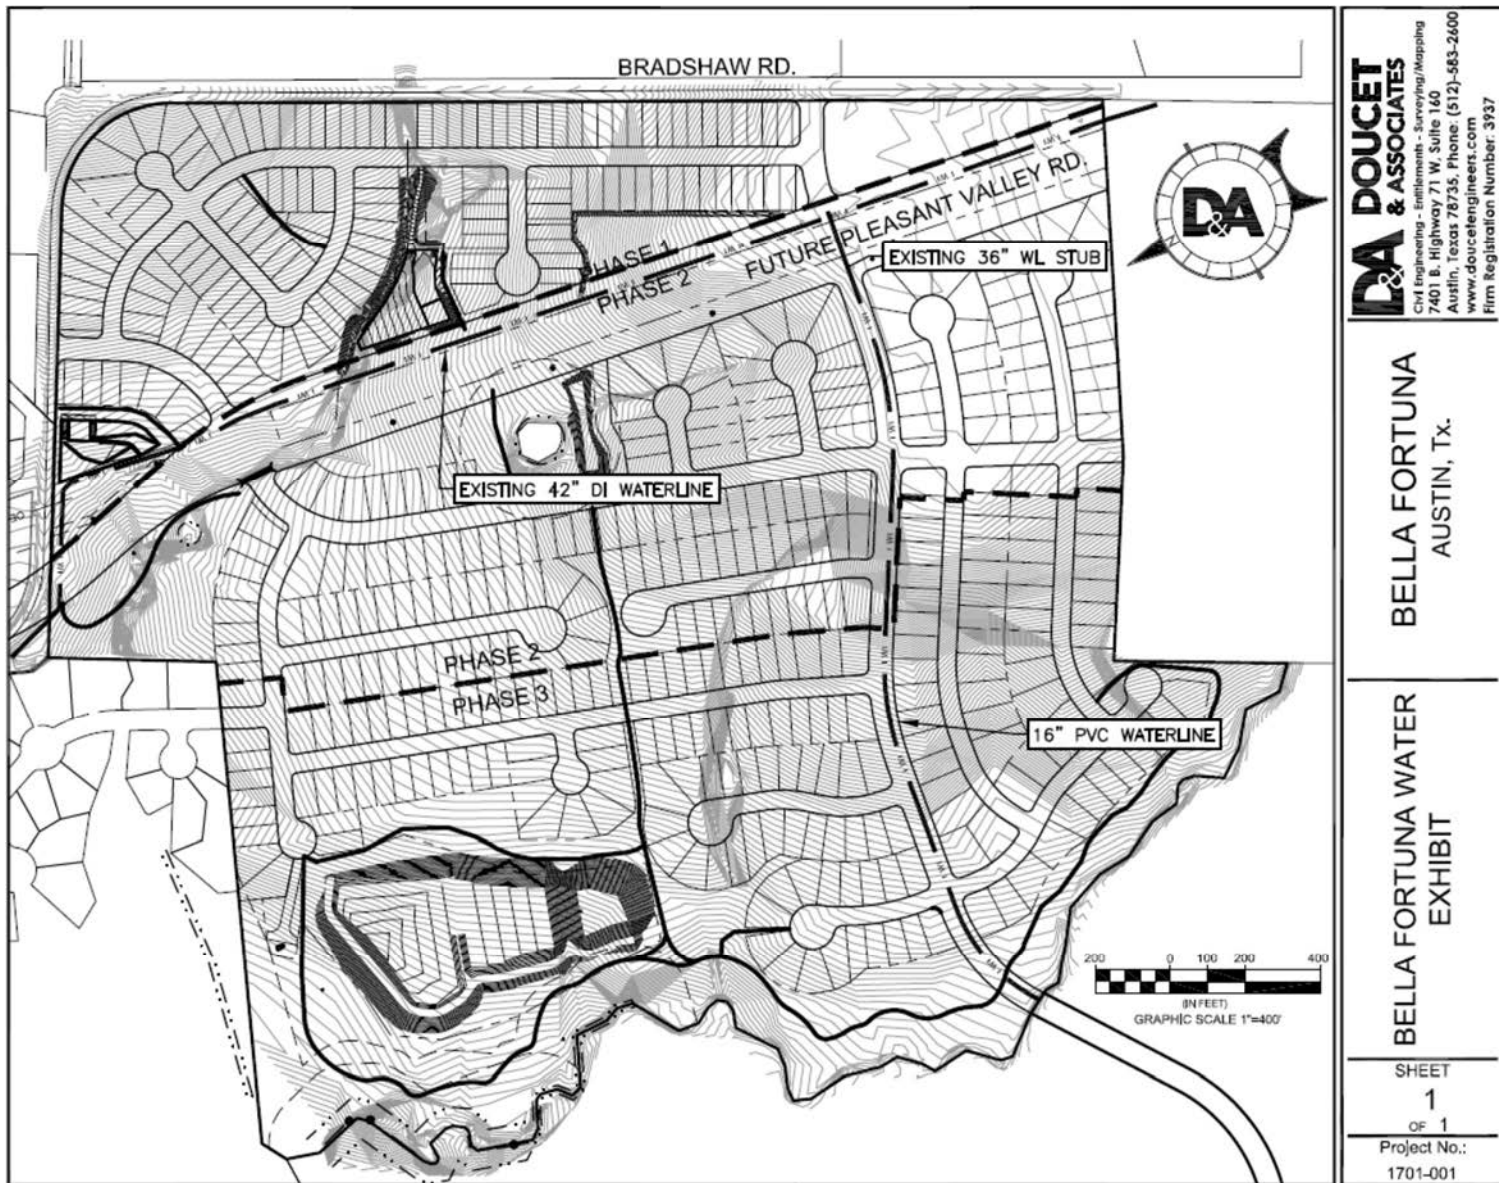 BRADSHAW RD.
PHASE 1
PHASE 2
FUTURE PLEASANT VALLEY RD.
EXISTING 36" WL STUB
EXISTING 42" DI WATERLINE
PHASE 2
PHASE 3
16" PVC WATERLINE
D&A
200 0 100 200 400
(IN FEET)
GRAPHIC SCALE 1"=400'
D&A DOUCET
& ASSOCIATES
Civil Engineering - Entitlements - Surveying/Mapping
7401 B. Highway 71 W, Suite 160
Austin, Texas 78735, Phone: (512)-583-2600
www.doucetengineers.com
Firm Registration Number: 3937
BELLA FORTUNA
AUSTIN, Tx.
BELLA FORTUNA WATER
EXHIBIT
SHEET
1
OF 1
Project No.:
1701-001